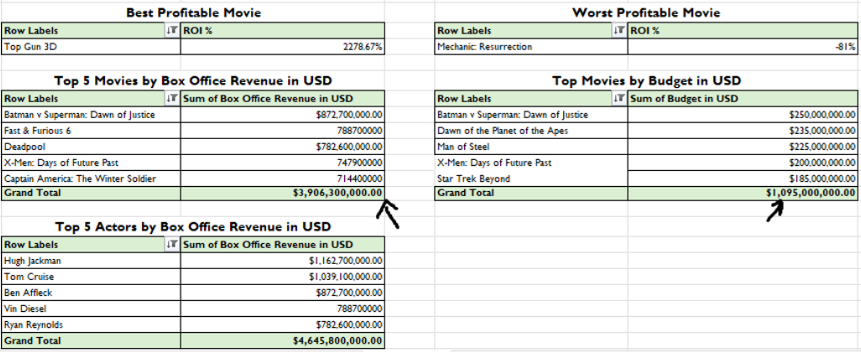 Best Profitable Movie
Row Labels ROI %
Top Gun 3D 2278.67%
Worst Profitable Movie
Row Labels ROI %
Mechanic: Resurrection -81%
Top 5 Movies by Box Office Revenue in USD
Row Labels Sum of Box Office Revenue in USD
Batman v Superman: Dawn of Justice $872,700,000.00
Fast & Furious 6 788700000
Deadpool $782,600,000.00
X-Men: Days of Future Past 747900000
Captain America: The Winter Soldier 714400000
Grand Total $3,906,300,000.00
Top Movies by Budget in USD
Row Labels Sum of Budget in USD
Batman v Superman: Dawn of Justice $250,000,000.00
Dawn of the Planet of the Apes $235,000,000.00
Man of Steel $225,000,000.00
X-Men: Days of Future Past $200,000,000.00
Star Trek Beyond $185,000,000.00
Grand Total $1,095,000,000.00
Top 5 Actors by Box Office Revenue in USD
Row Labels Sum of Box Office Revenue in USD
Hugh Jackman $1,162,700,000.00
Tom Cruise $1,039,100,000.00
Ben Affleck $872,700,000.00
Vin Diesel 788700000
Ryan Reynolds $782,600,000.00
Grand Total $4,645,800,000.00